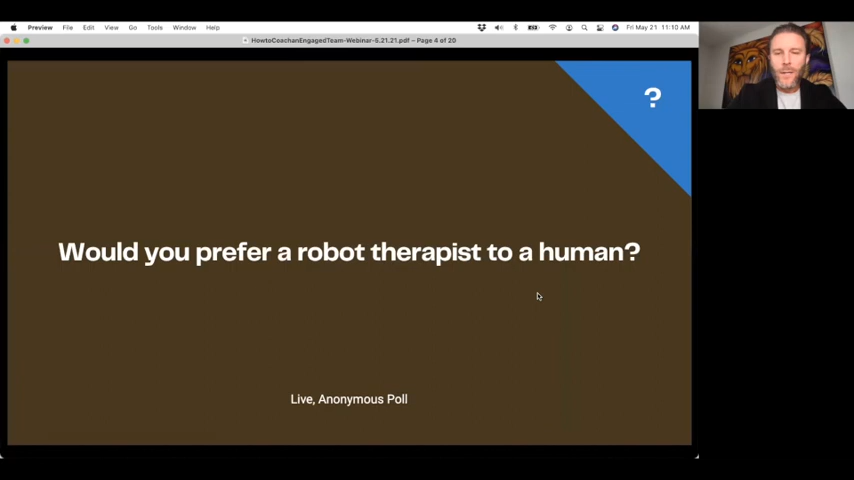 Preview File Edit View Go Tools Window Help Fri May 21 11:10 AM
HowtoCoachanEngagedTeam-Webinar-5.21.21.pdf – Page 4 of 20
?
Would you prefer a robot therapist to a human?
Live, Anonymous Poll